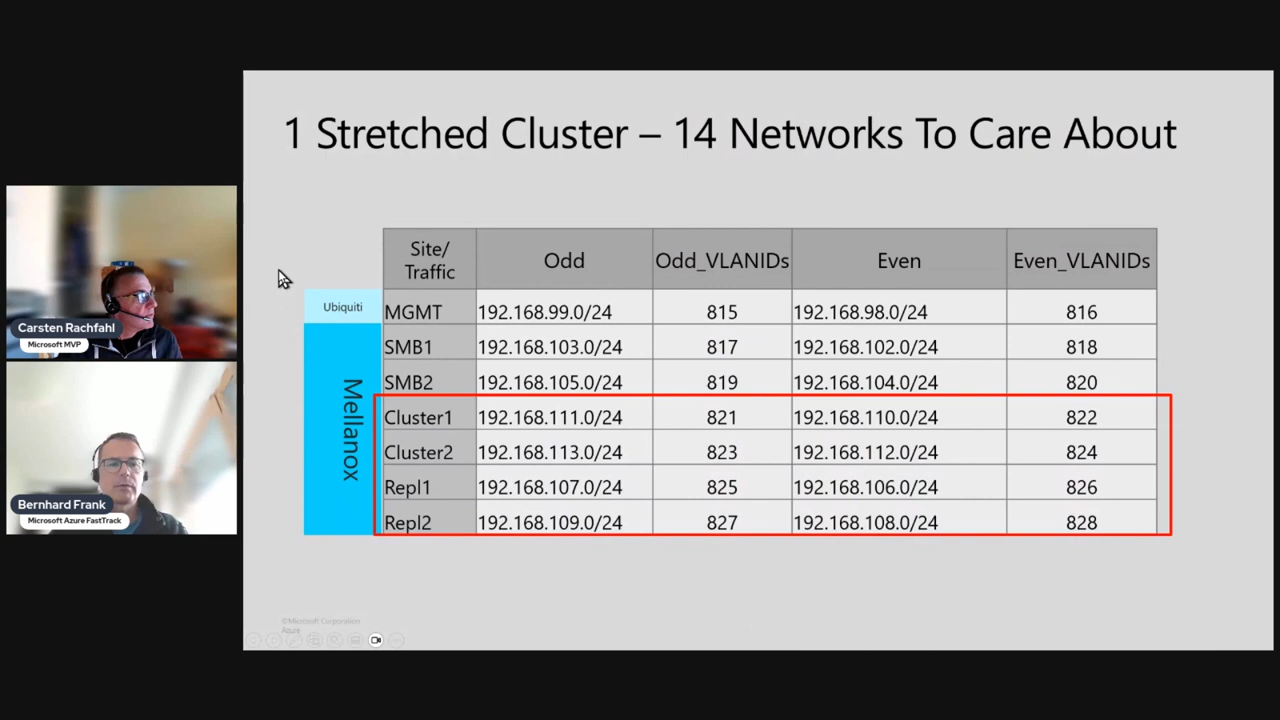 1 Stretched Cluster – 14 Networks To Care About
Site/
Traffic
Odd
Odd_VLANIDs
Even
Even_VLANIDs
Ubiquiti
MGMT 192.168.99.0/24 815 192.168.98.0/24 816
Mellanox
SMB1 192.168.103.0/24 817 192.168.102.0/24 818
SMB2 192.168.105.0/24 819 192.168.104.0/24 820
Cluster1 192.168.111.0/24 821 192.168.110.0/24 822
Cluster2 192.168.113.0/24 823 192.168.112.0/24 824
Repl1 192.168.107.0/24 825 192.168.106.0/24 826
Repl2 192.168.109.0/24 827 192.168.108.0/24 828
Carsten Rachfahl
Microsoft MVP
Bernhard Frank
Microsoft Azure FastTrack
©Microsoft Corporation
Azure